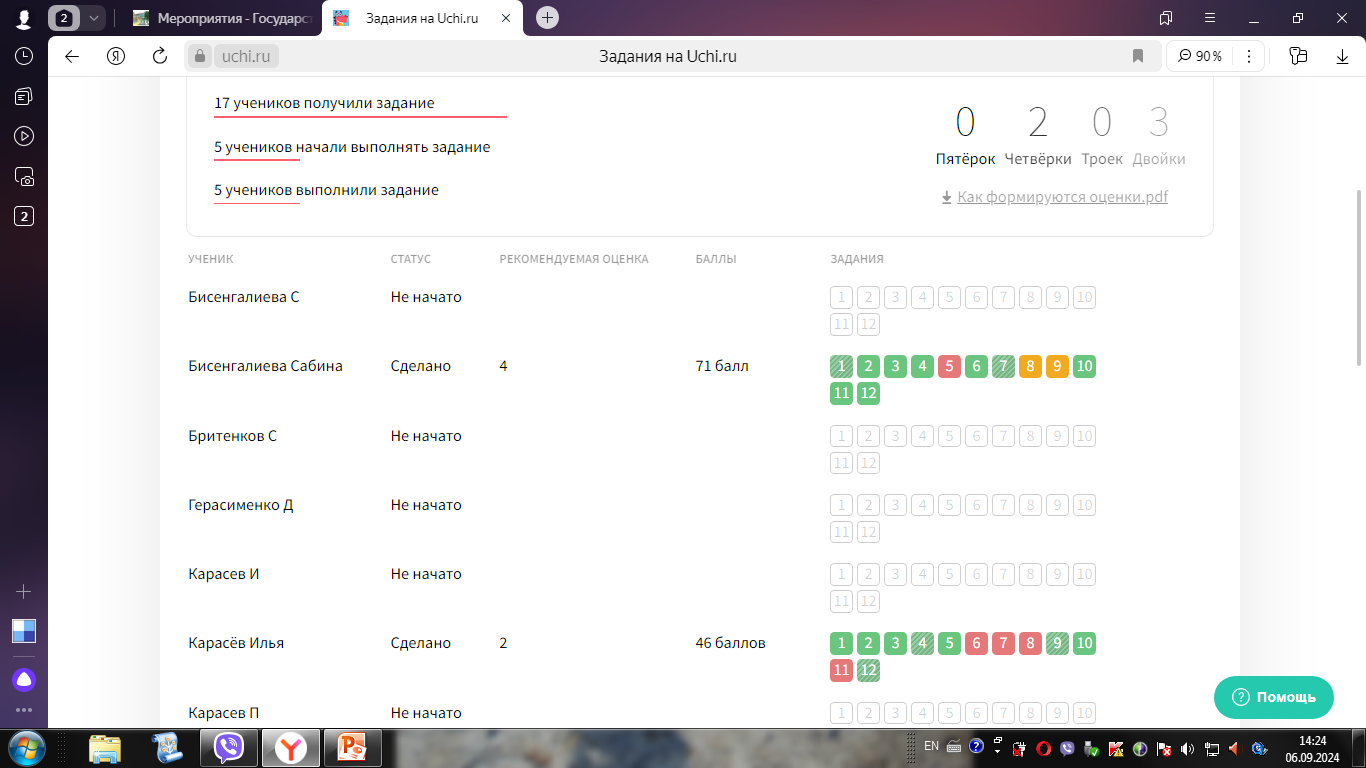 2
Мероприятия - Государст
Задания на Uchi.ru
uchi.ru
Задания на Uchi.ru
90%
2
17 учеников получили задание
5 учеников начали выполнять задание
5 учеников выполнили задание
0 2 0 3
Пятёрок Четвёрки Троек Двойки
Как формируются оценки.pdf
УЧЕНИК СТАТУС РЕКОМЕНДУЕМАЯ ОЦЕНКА БАЛЛЫ ЗАДАНИЯ
Бисенгалиева С Не начато 1 2 3 4 5 6 7 8 9 10
11 12
Бисенгалиева Сабина Сделано 4 71 балл 1 2 3 4 5 6 7 8 9 10
11 12
Бритенков С Не начато 1 2 3 4 5 6 7 8 9 10
11 12
Герасименко Д Не начато 1 2 3 4 5 6 7 8 9 10
11 12
Карасев И Не начато 1 2 3 4 5 6 7 8 9 10
11 12
Карасёв Илья Сделано 2 46 баллов 1 2 3 4 5 6 7 8 9 10
11 12
Карасев П Не начато 1 2 3 4 5 6 7 8 9 10
Помощь
EN
14:24
06.09.2024